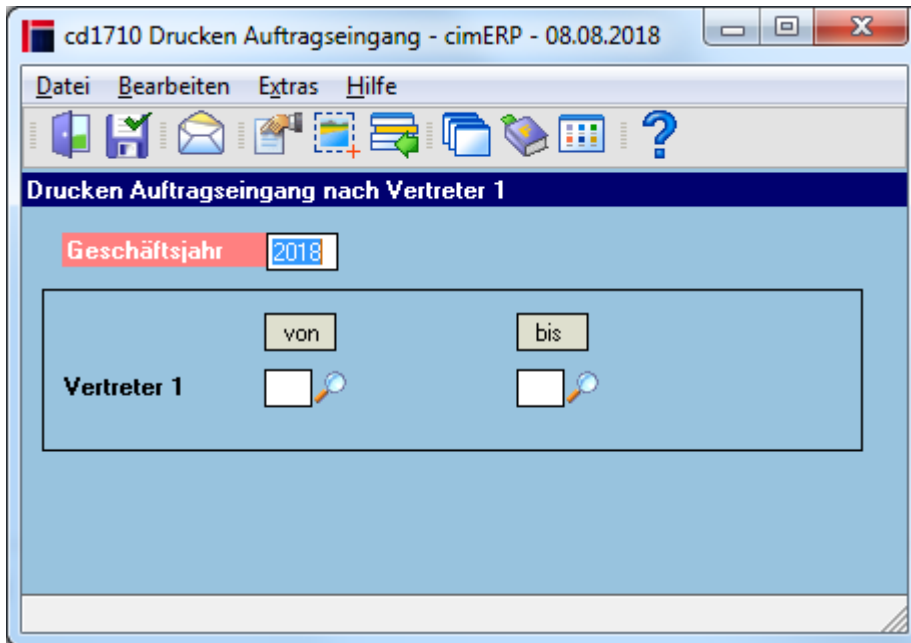 cd1710 Drucken Auftragseingang - cimERP - 08.08.2018
Datei Bearbeiten Extras Hilfe
Drucken Auftragseingang nach Vertreter 1
Geschäftsjahr 2018
von bis
Vertreter 1